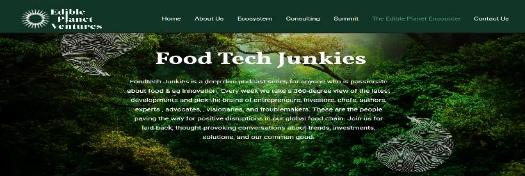 Edible
Planet
Ventures
Home About Us Ecosystem Consulting Summit The Edible Planet Encounter Contact Us
Food Tech Junkies
Foodtech Junkies is a deep dive podcast series for anyone who is passionate
about food & ag innovation. Every week we take a 360-degree view of the latest
developments and pick the brains of entrepreneurs, investors, chefs, authors,
experts, advocates, visionaries, and troublemakers. These are the people
paving the way for positive disruptions in our global food chain. Join us for
laid-back, thought-provoking conversations about trends, investments,
solutions, and our common good.